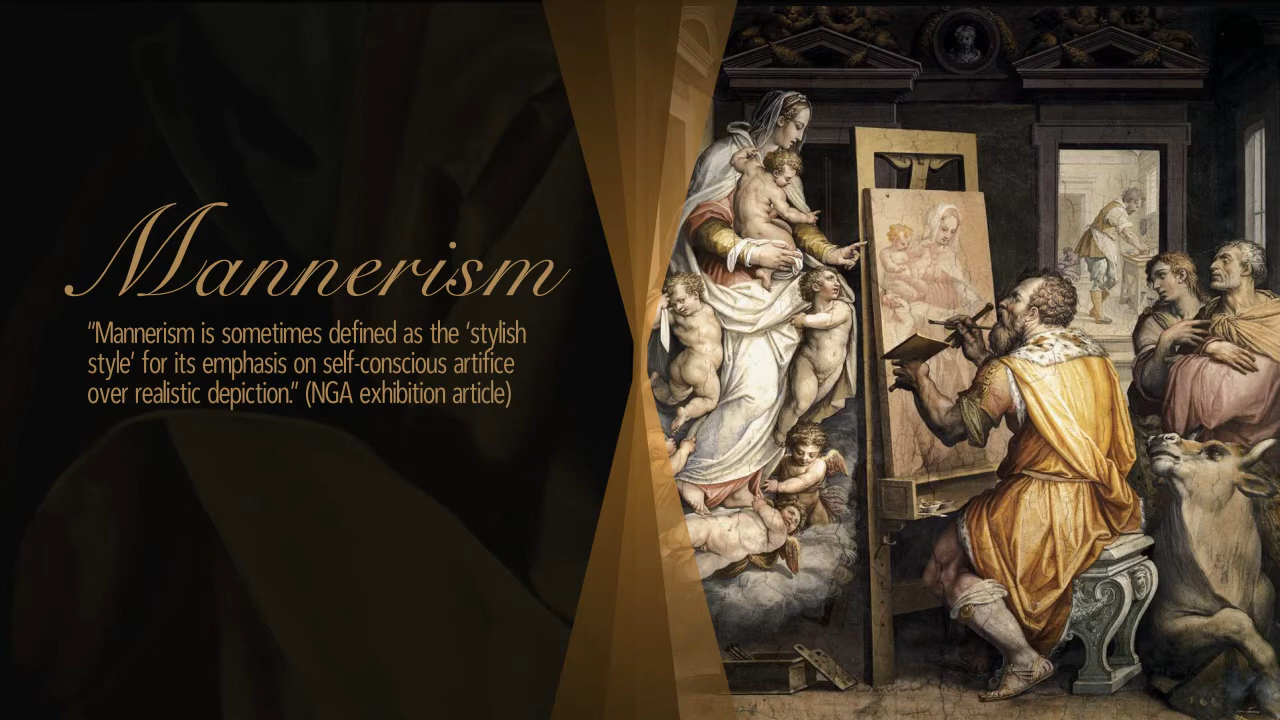 Mannerism
“Mannerism is sometimes defined as the ‘stylish
style’ for its emphasis on self-conscious artifice
over realistic depiction.” (NGA exhibition article)